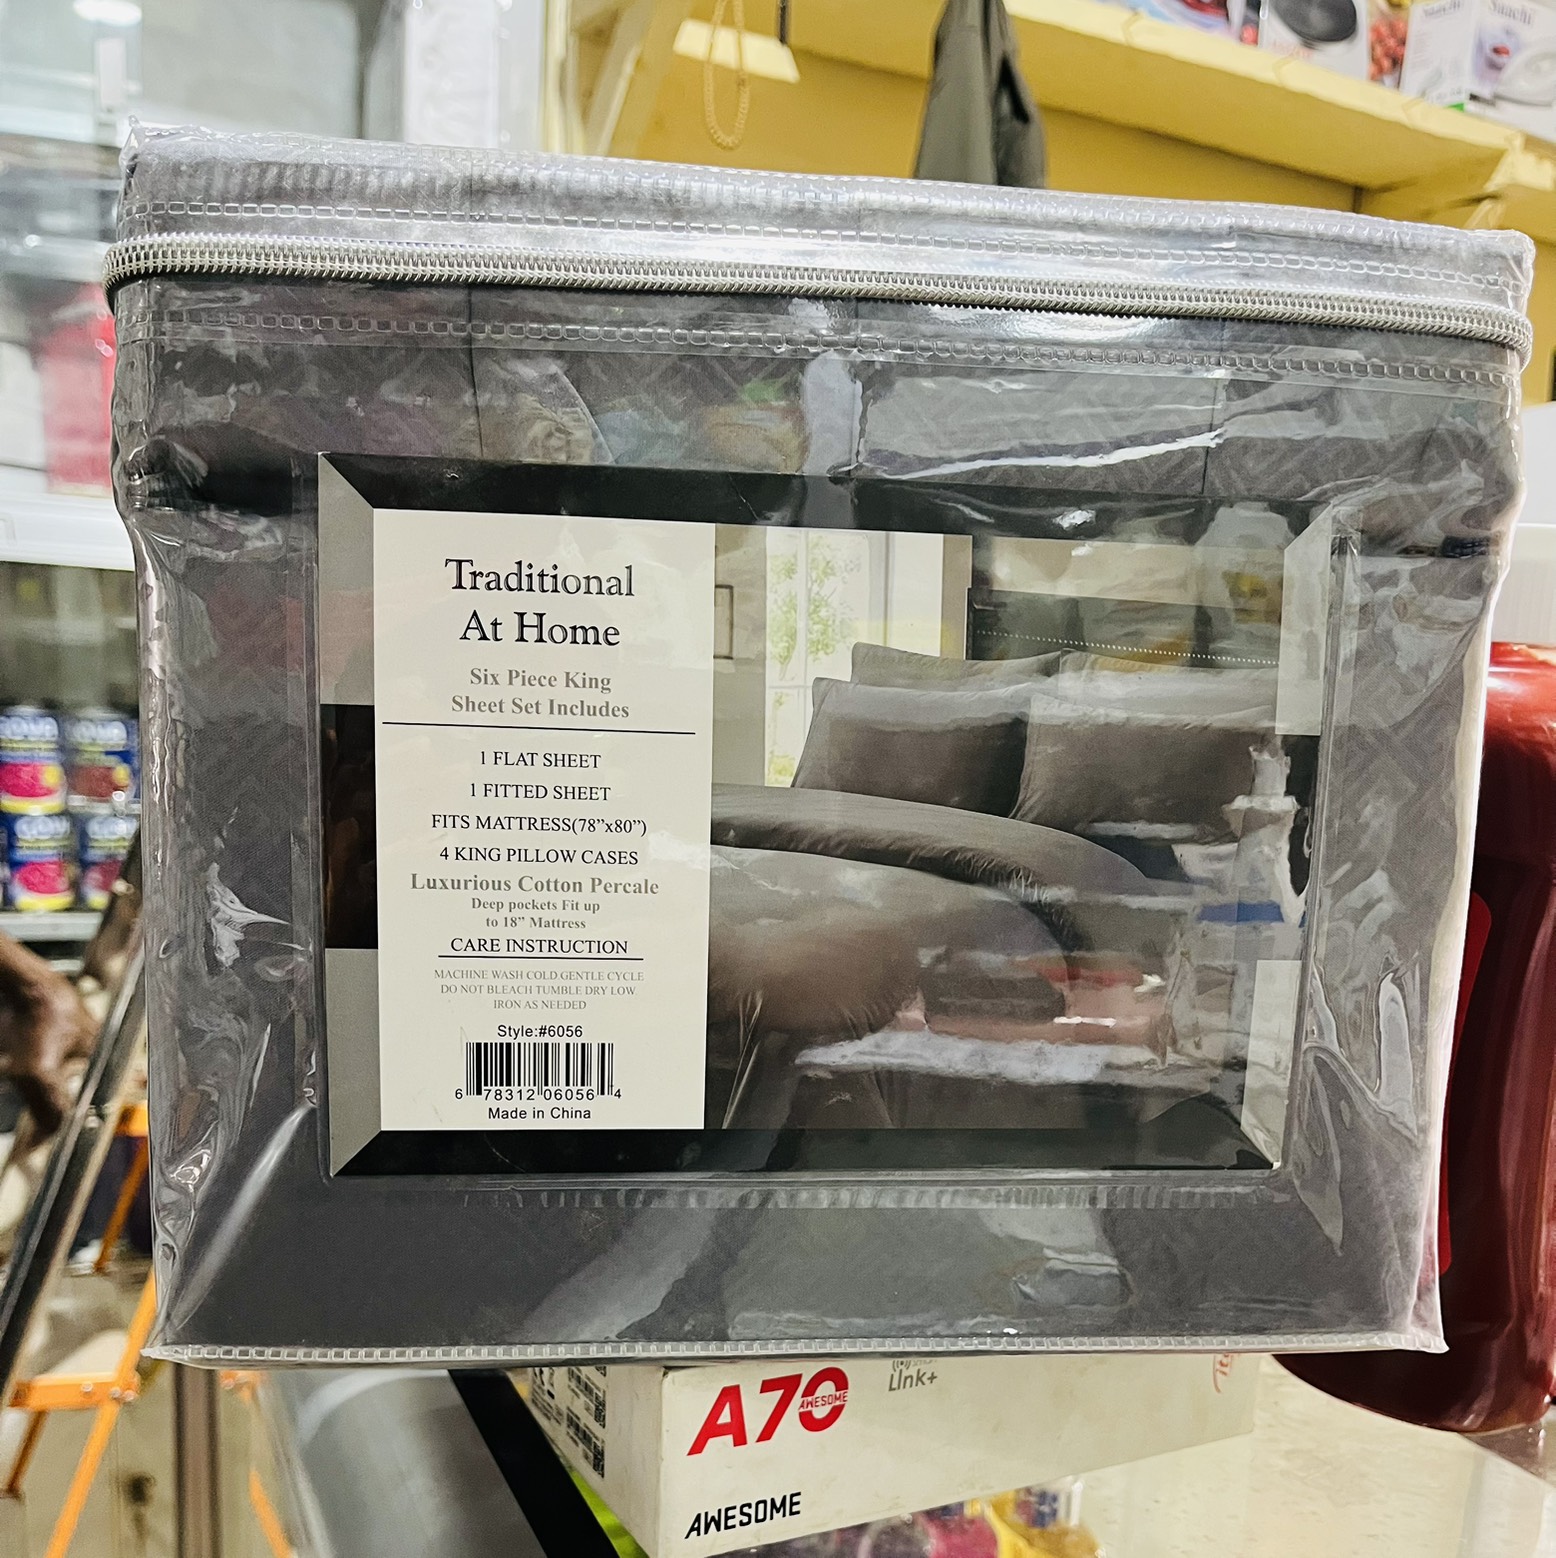 Traditional
At Home
Six Piece King
Sheet Set Includes
1 FLAT SHEET
1 FITTED SHEET
FITS MATTRESS(78”x80”)
4 KING PILLOW CASES
Luxurious Cotton Percale
Deep pockets Fit up
to 18” Mattress
CARE INSTRUCTION
MACHINE WASH COLD GENTLE CYCLE
DO NOT BLEACH TUMBLE DRY LOW
IRON AS NEEDED
Style:#6056
6 78312 06056 4
Made in China
A70
AWESOME
Link+
AWESOME